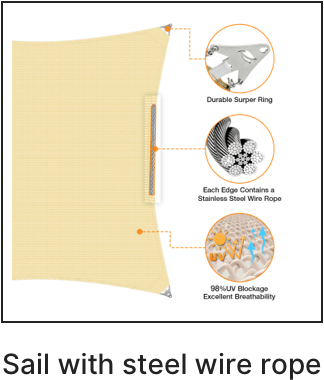 Durable Surper Ring
Each Edge Contains a
Stainless Steel Wire Rope
UV
98%UV Blockage
Excellent Breathability
Sail with steel wire rope